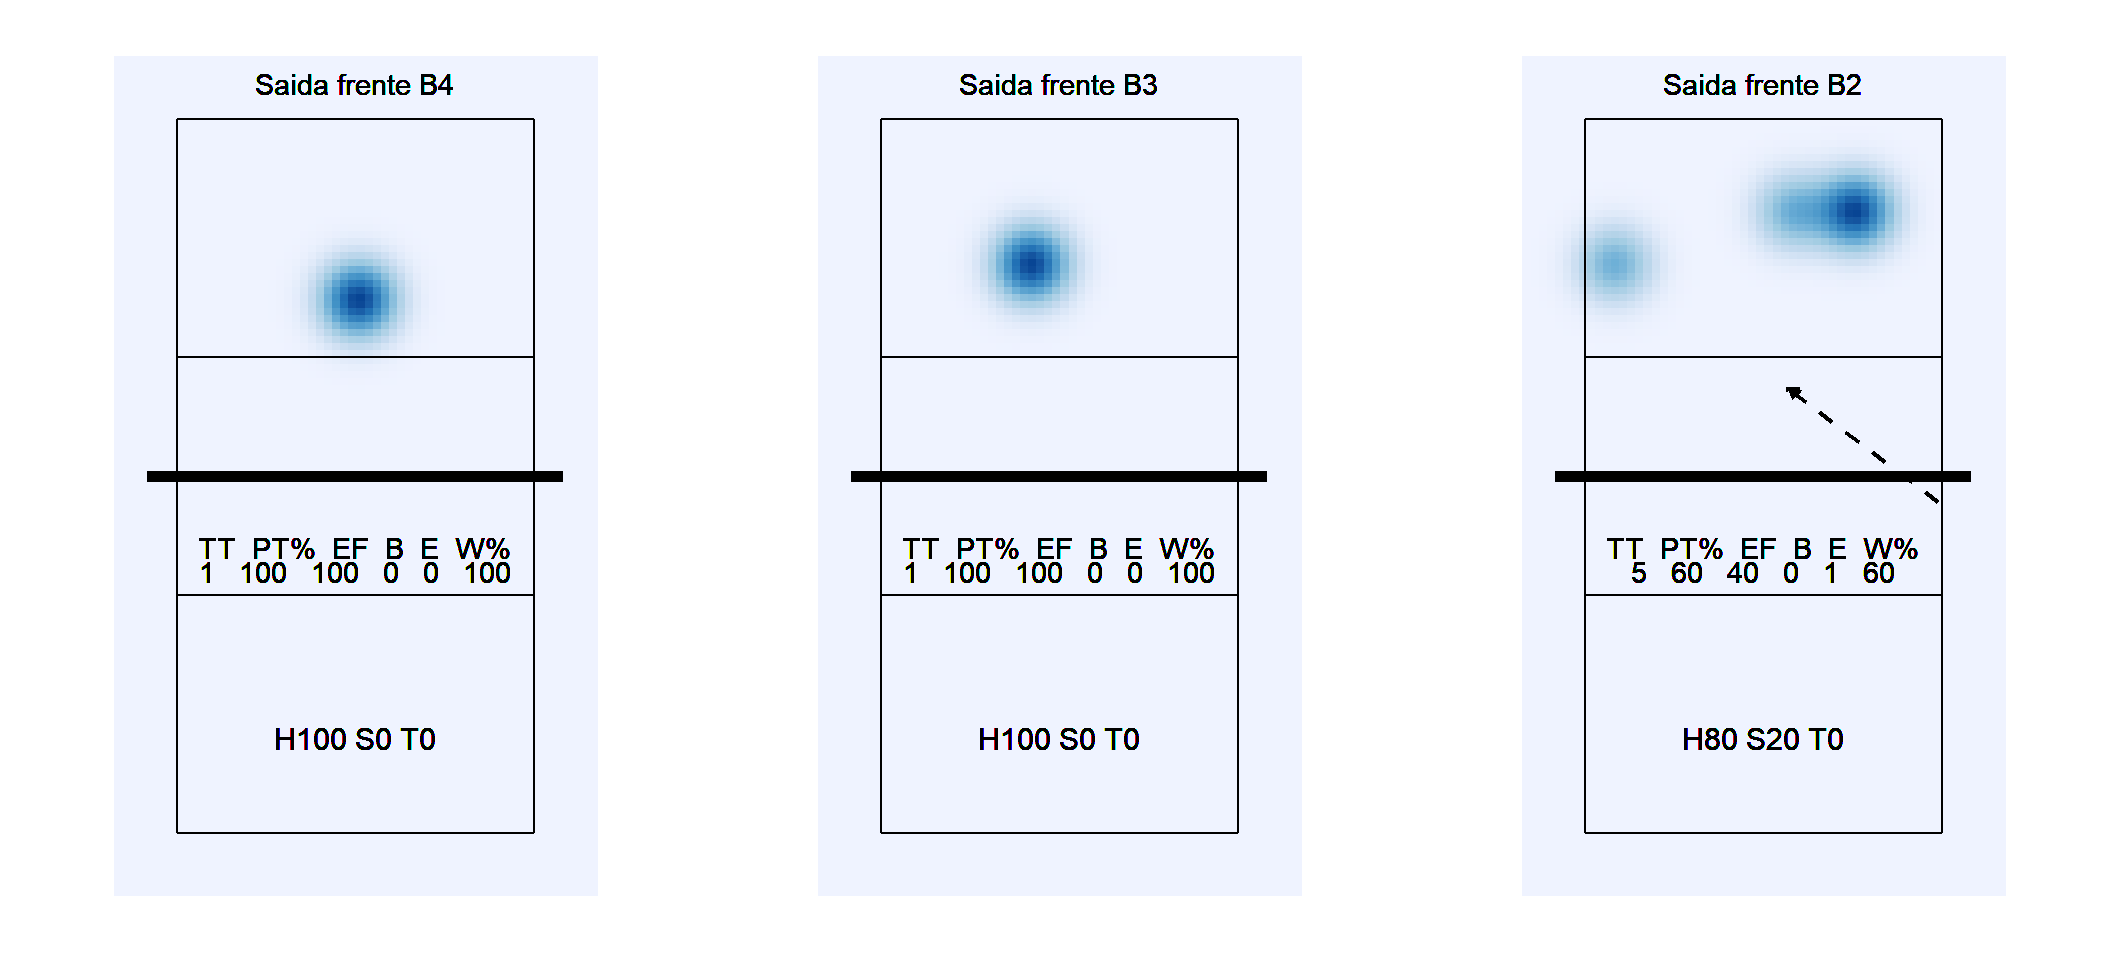 Saida frente B4
TT PT% EF B E W%
1 100 100 0 0 100
H100 S0 T0
Saida frente B3
TT PT% EF B E W%
1 100 100 0 0 100
H100 S0 T0
Saida frente B2
TT PT% EF B E W%
5 60 40 0 1 60
H80 S20 T0